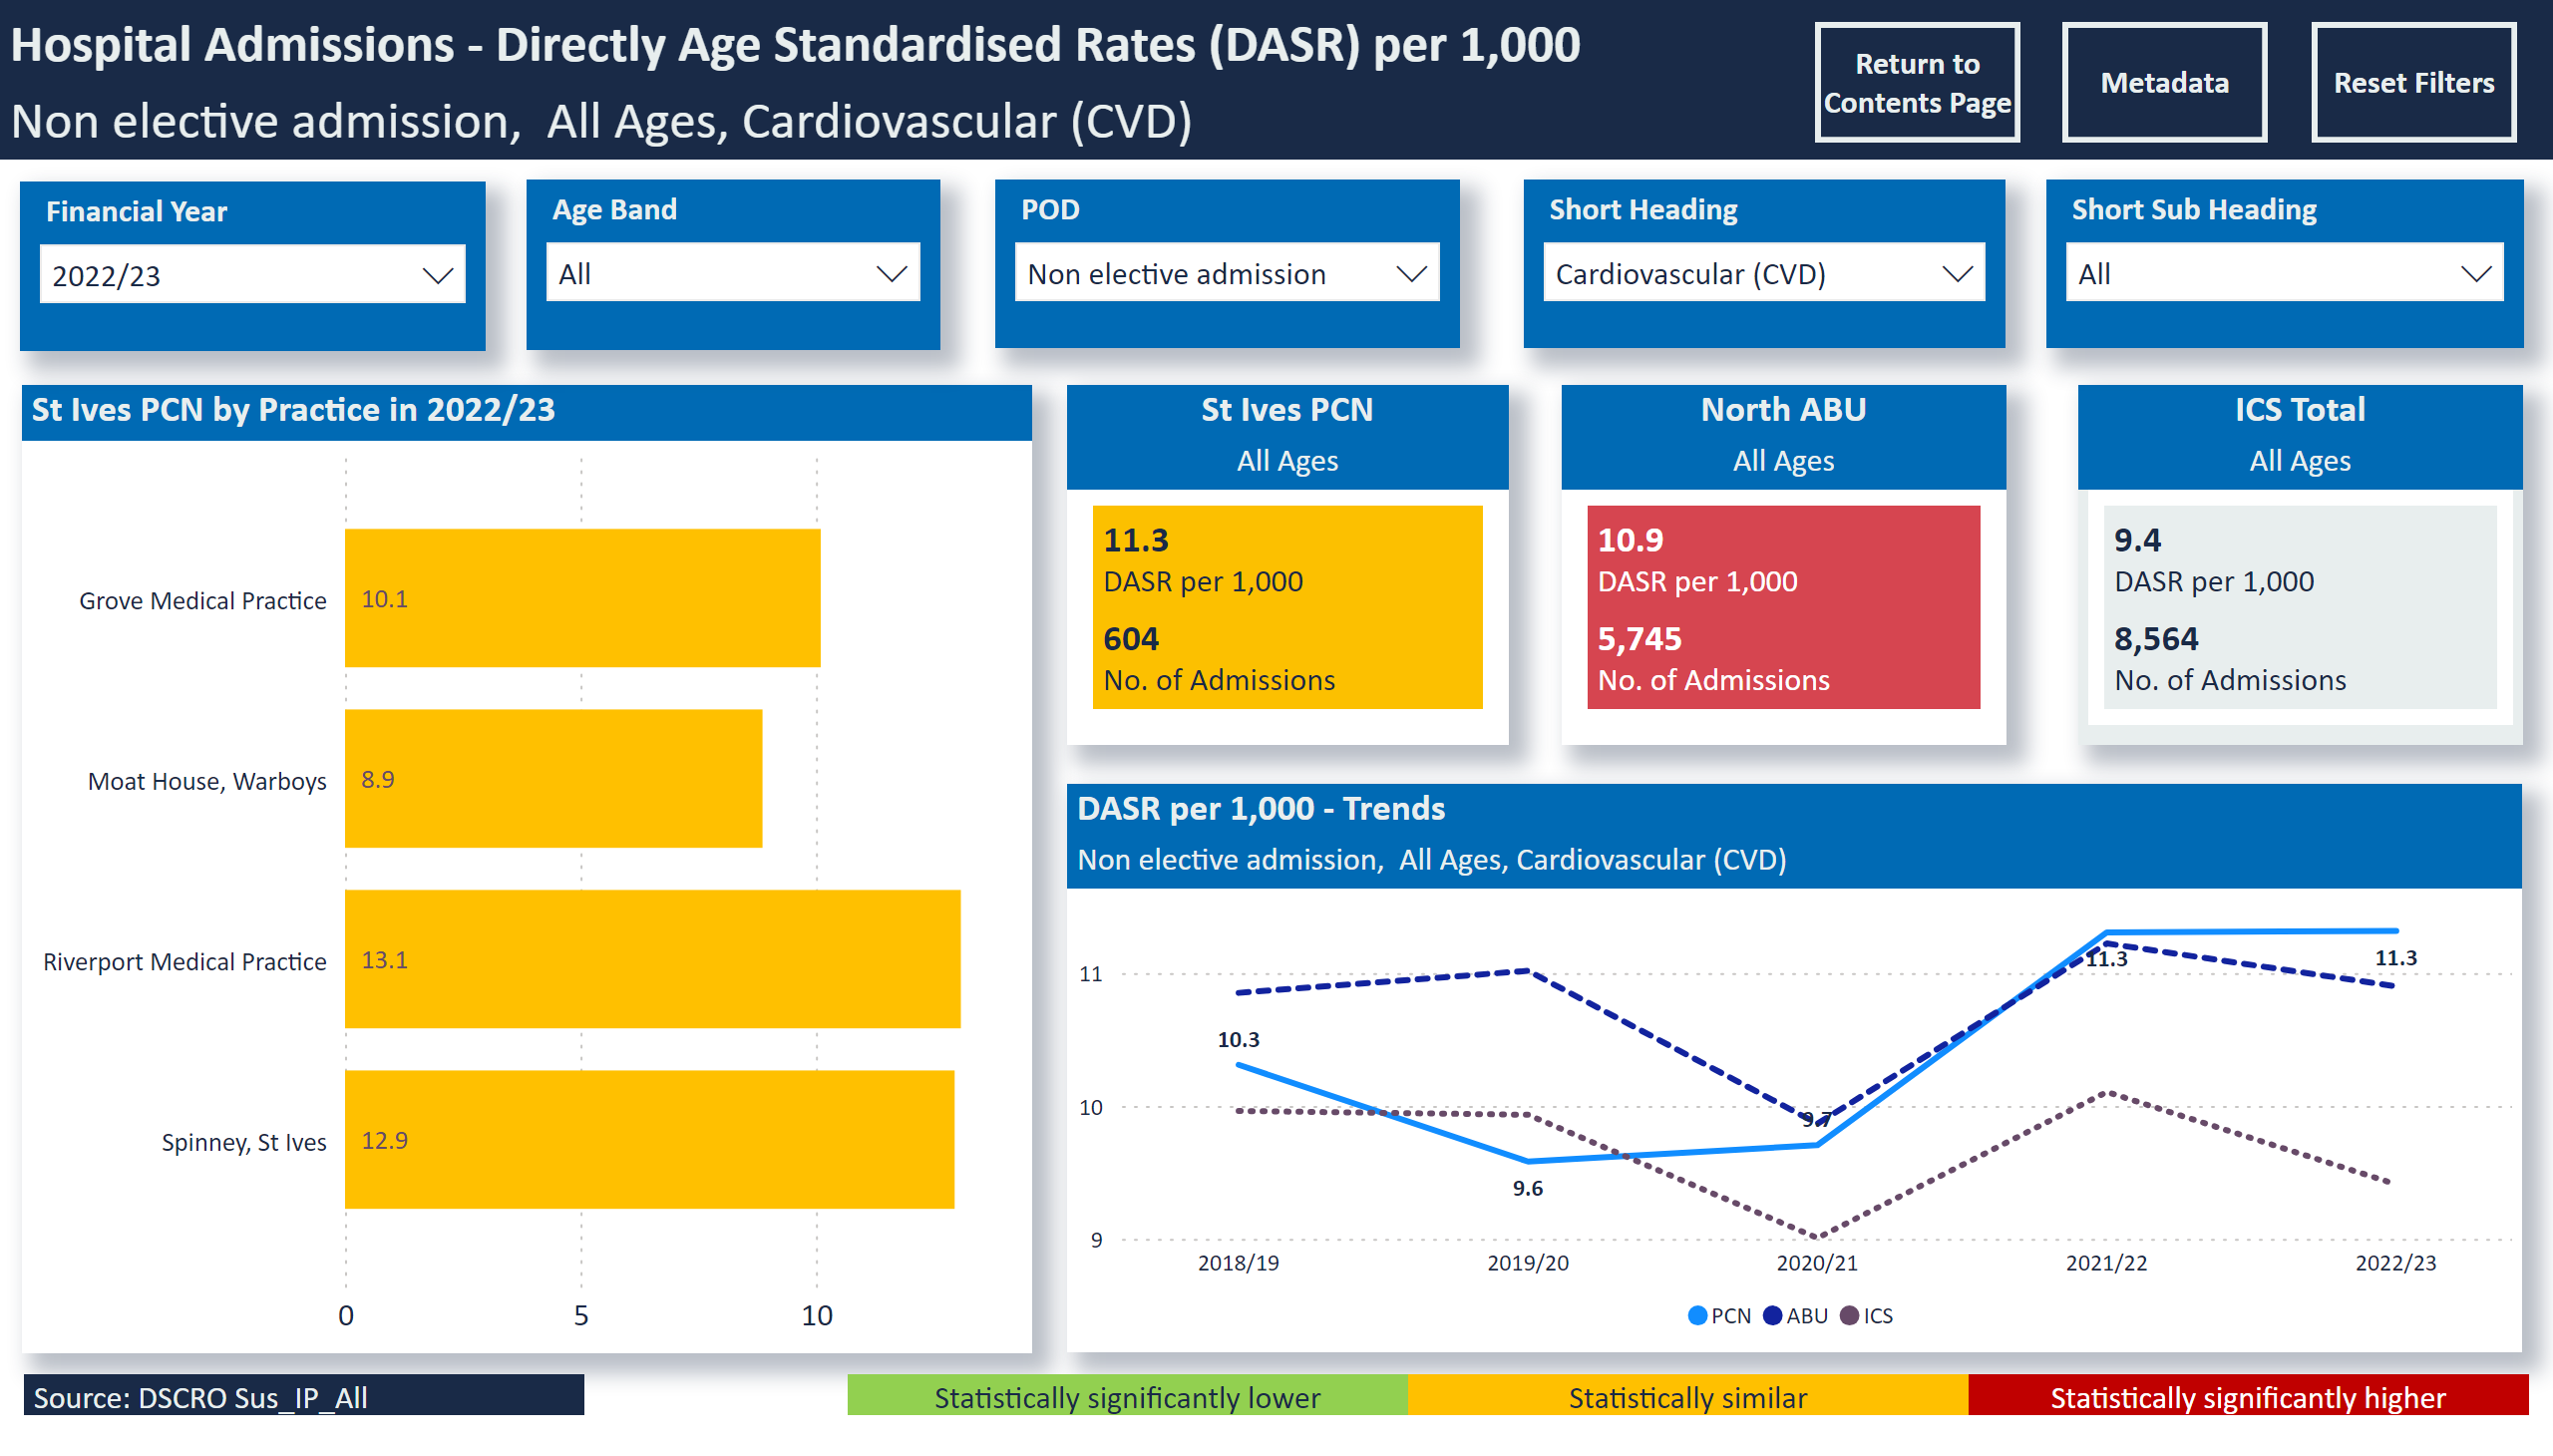 Hospital Admissions - Directly Age Standardised Rates (DASR) per 1,000
Non elective admission,  All Ages, Cardiovascular (CVD)
Return to
Contents Page
Metadata
Reset Filters
Financial Year
2022/23
Age Band
All
POD
Non elective admission
Short Heading
Cardiovascular (CVD)
Short Sub Heading
All
St Ives PCN by Practice in 2022/23
Grove Medical Practice
10.1
Moat House, Warboys
8.9
Riverport Medical Practice
13.1
Spinney, St Ives
12.9
0
5
10
St Ives PCN
All Ages
11.3
DASR per 1,000
604
No. of Admissions
North ABU
All Ages
10.9
DASR per 1,000
5,745
No. of Admissions
ICS Total
All Ages
9.4
DASR per 1,000
8,564
No. of Admissions
DASR per 1,000 - Trends
Non elective admission,  All Ages, Cardiovascular (CVD)
11
10
9
10.3
9.6
9.7
11.3
11.3
2018/19
2019/20
2020/21
2021/22
2022/23
PCN
ABU
ICS
Source: DSCRO Sus_IP_All
Statistically significantly lower
Statistically similar
Statistically significantly higher